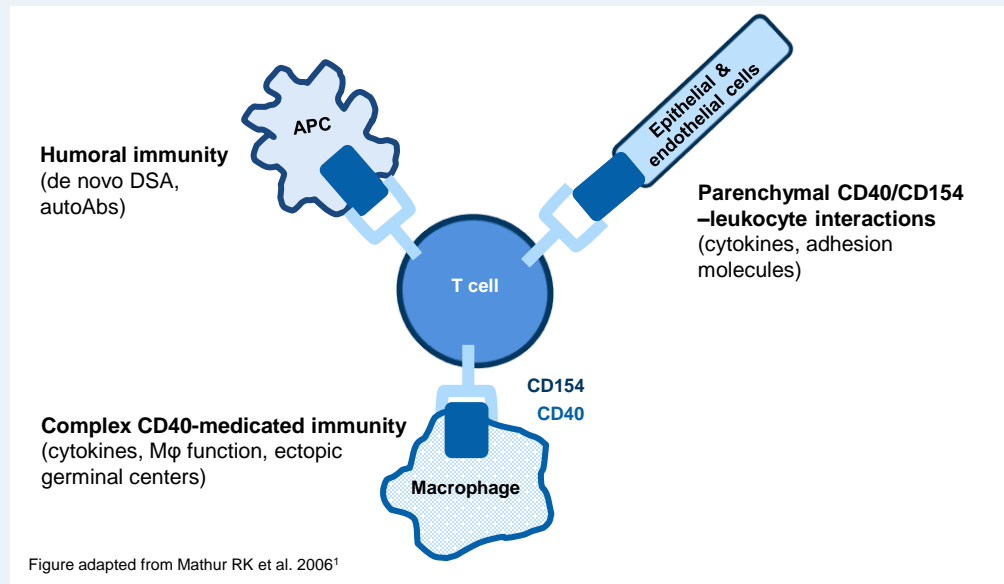 APC
Epithelial &
endothelial cells
Humoral immunity
(de novo DSA,
autoAbs)
Parenchymal CD40/CD154
–leukocyte interactions
(cytokines, adhesion
molecules)
T cell
CD154
CD40
Complex CD40-medicated immunity
(cytokines, Mφ function, ectopic
germinal centers)
Macrophage
Figure adapted from Mathur RK et al. 2006¹